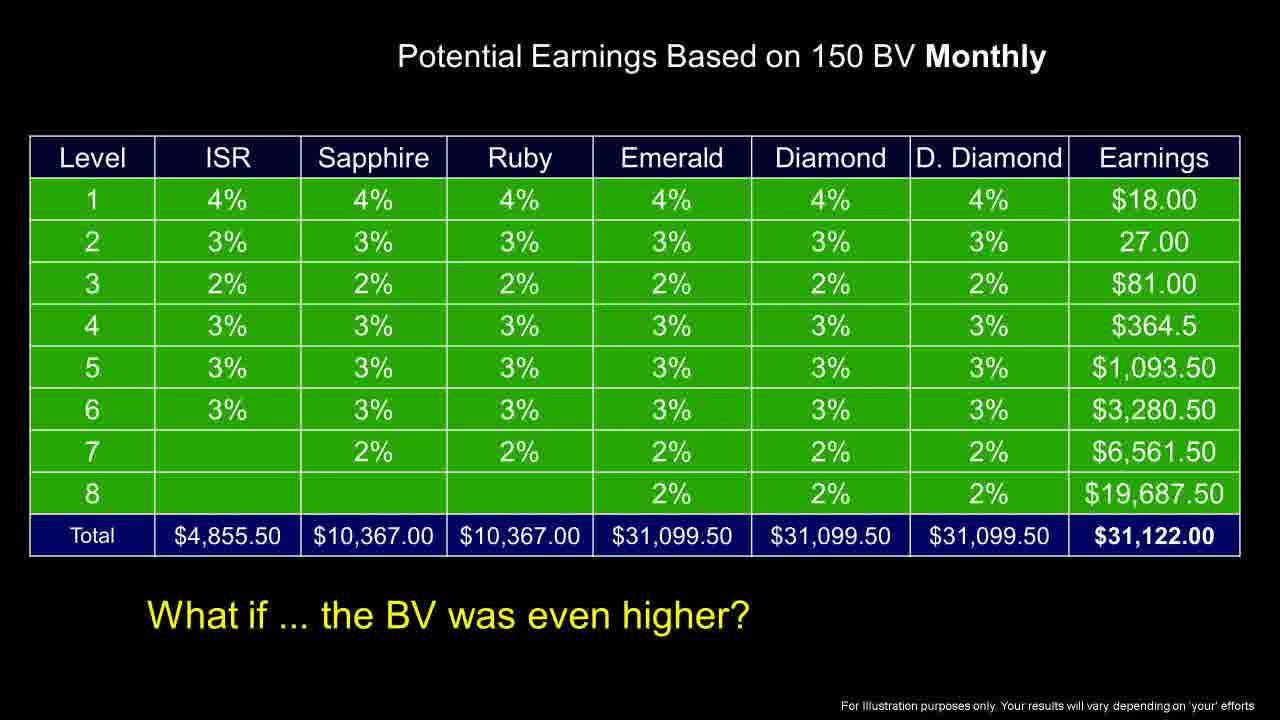 Potential Earnings Based on 150 BV Monthly
Level ISR Sapphire Ruby Emerald Diamond D. Diamond Earnings
1 4% 4% 4% 4% 4% 4% $18.00
2 3% 3% 3% 3% 3% 3% 27.00
3 2% 2% 2% 2% 2% 2% $81.00
4 3% 3% 3% 3% 3% 3% $364.5
5 3% 3% 3% 3% 3% 3% $1,093.50
6 3% 3% 3% 3% 3% 3% $3,280.50
7 2% 2% 2% 2% 2% $6,561.50
8 2% 2% 2% $19,687.50
Total $4,855.50 $10,367.00 $10,367.00 $31,099.50 $31,099.50 $31,099.50 $31,122.00
What if ... the BV was even higher?
For Illustration purposes only. Your results will vary depending on 'your' efforts